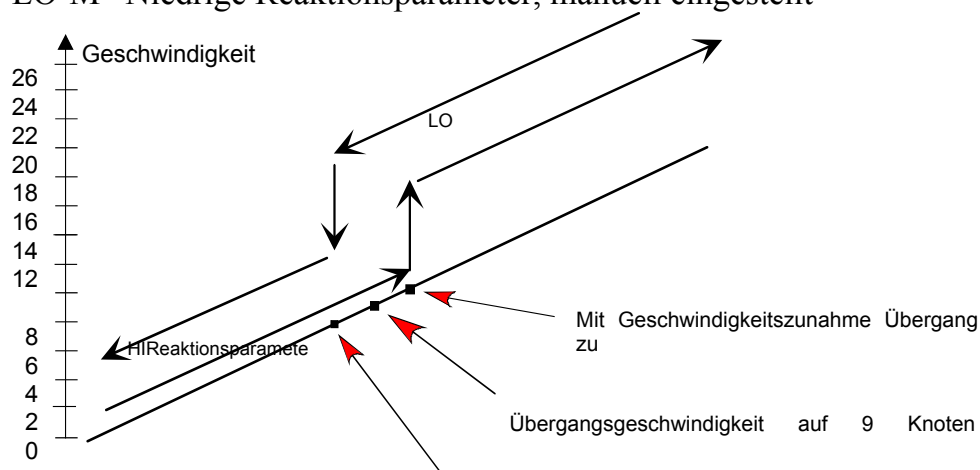 LO-M Niedrige Reaktionsparameter, manuell eingestellt
Geschwindigkeit
26
24
22
20
18
16
14
12
8
6
4
2
0
LO
HIReaktionsparamete
Mit Geschwindigkeitszunahme Übergang
zu
Übergangsgeschwindigkeit auf 9 Knoten